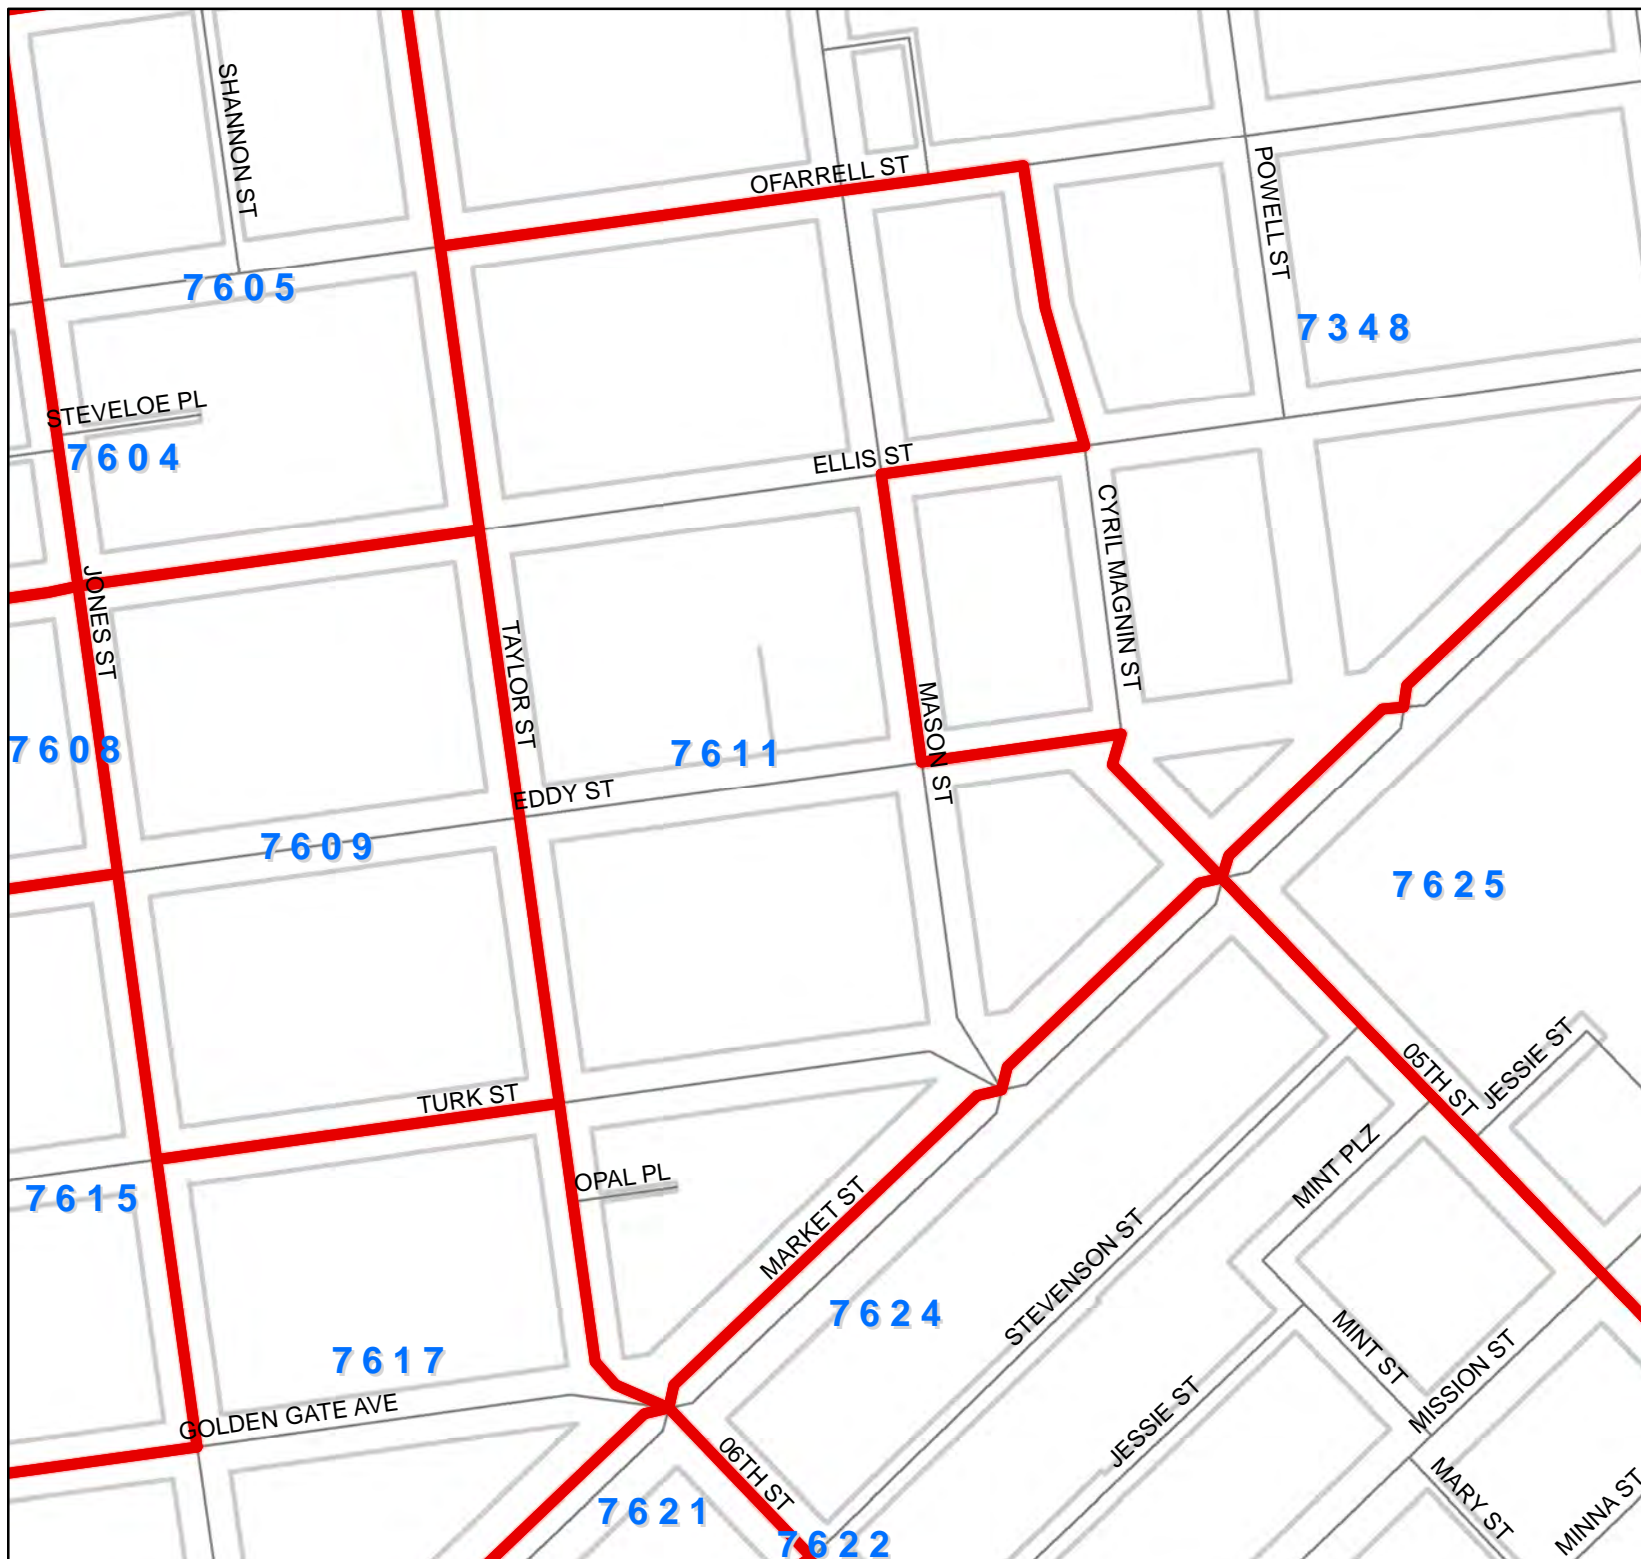 SHANNON ST
OFARRELL ST
POWELL ST
7605
7348
STEVELOE PL
7604
ELLIS ST
CYRIL MAGNIN ST
JONES ST
TAYLOR ST
MASON ST
7608
7611
EDDY ST
7609
7625
05TH ST
JESSIE ST
TURK ST
MINT PLZ
OPAL PL
7615
MARKET ST
STEVENSON ST
7624
MINT ST
MISSION ST
7617
GOLDEN GATE AVE
JESSIE ST
06TH ST
MARY ST
MINNA ST
7621
7622